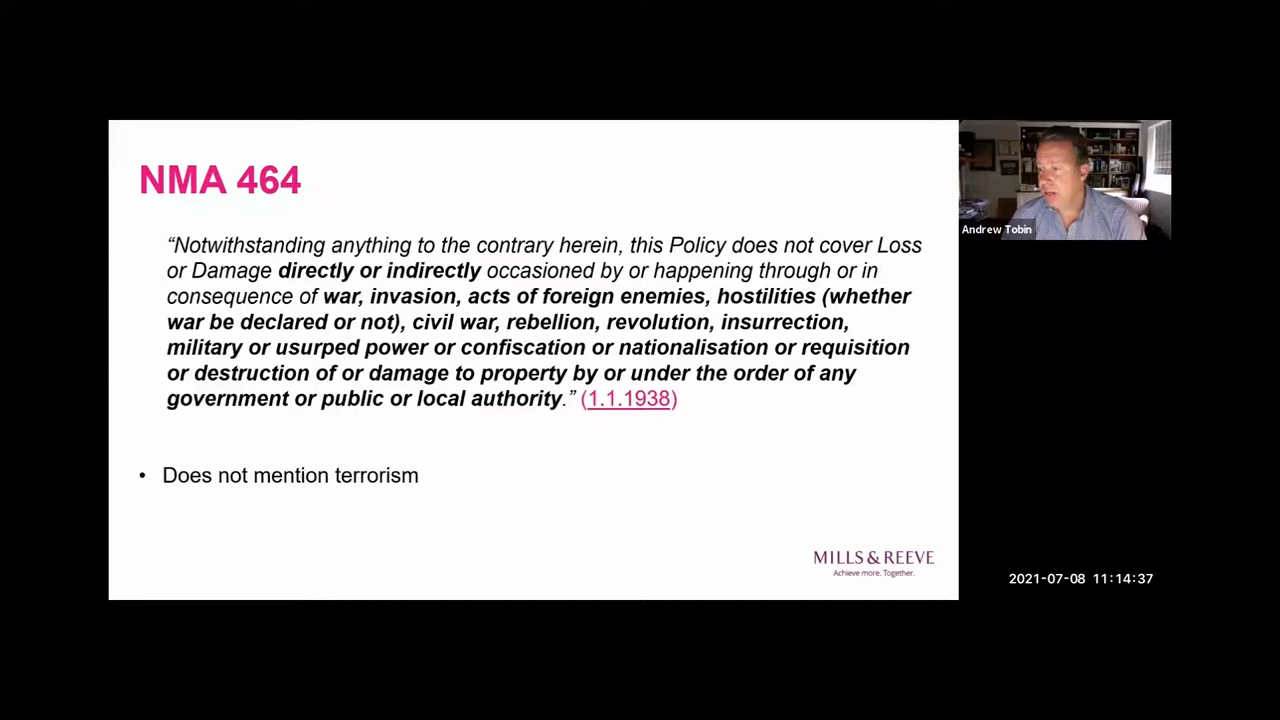 NMA 464
“Notwithstanding anything to the contrary herein, this Policy does not cover Loss
or Damage directly or indirectly occasioned by or happening through or in
consequence of war, invasion, acts of foreign enemies, hostilities (whether
war be declared or not), civil war, rebellion, revolution, insurrection,
military or usurped power or confiscation or nationalisation or requisition
or destruction of or damage to property by or under the order of any
government or public or local authority.” (1.1.1938)
• Does not mention terrorism
MILLS & REEVE
Achieve more. Together.
Andrew Tobin
2021-07-08 11:14:37